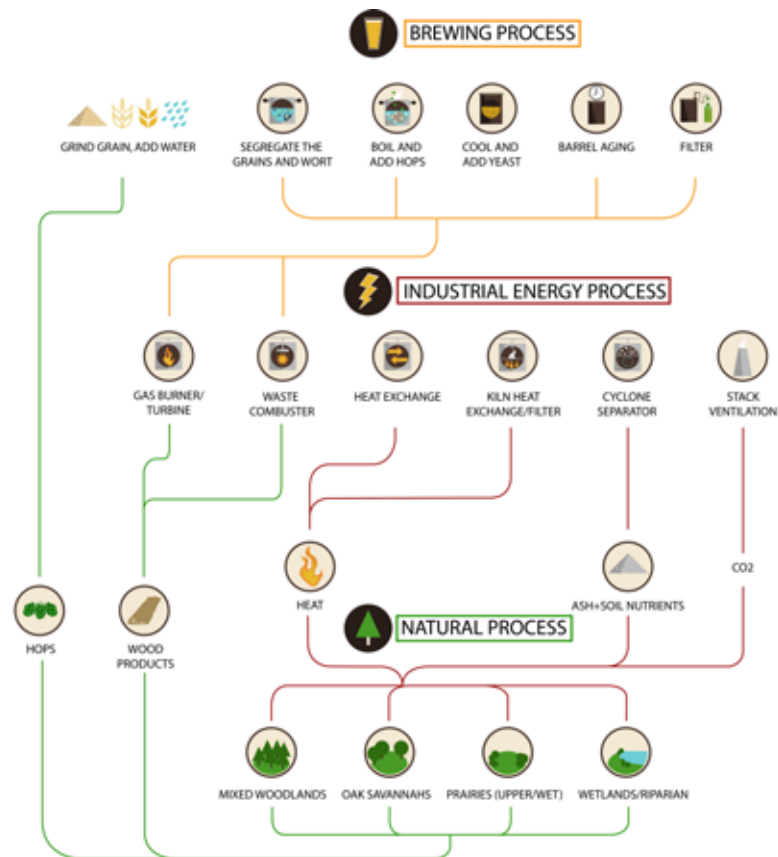 BREWING PROCESS
GRIND GRAIN, ADD WATER
SEGREGATE THE
GRAINS AND WORT
BOIL AND
ADD HOPS
COOL AND
ADD YEAST
BARREL AGING
FILTER
INDUSTRIAL ENERGY PROCESS
GAS BURNER/
TURBINE
WASTE
COMBUSTER
HEAT EXCHANGE
KILN HEAT
EXCHANGE/FILTER
CYCLONE
SEPARATOR
STACK
VENTILATION
HEAT
ASH+SOIL NUTRIENTS
CO2
NATURAL PROCESS
HOPS
WOOD
PRODUCTS
MIXED WOODLANDS
OAK SAVANNAHS
PRAIRIES (UPPER/WET)
WETLANDS/RIPARIAN